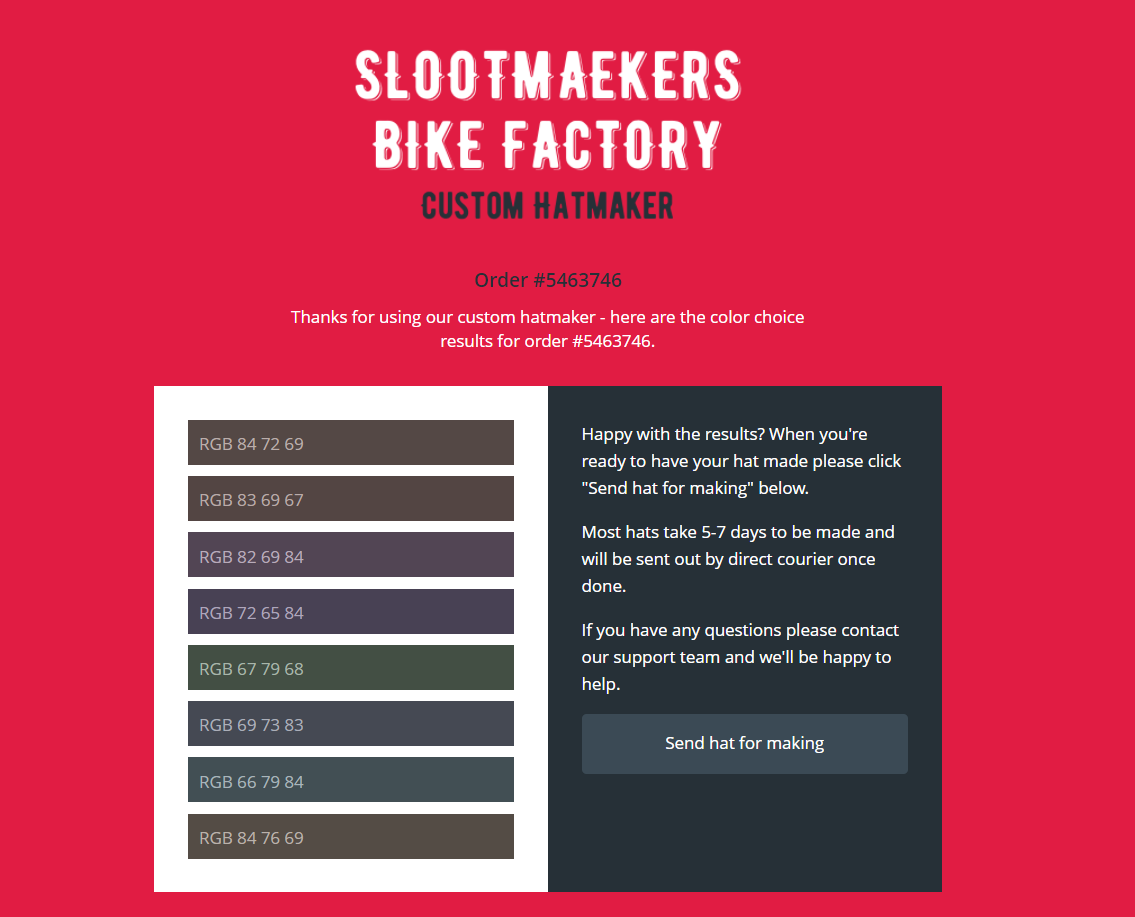 SLOOTMAEKERS
BIKE FACTORY
CUSTOM HATMAKER
Order #5463746
Thanks for using our custom hatmaker - here are the color choice
results for order #5463746.
RGB 84 72 69
RGB 83 69 67
RGB 82 69 84
RGB 72 65 84
RGB 67 79 68
RGB 69 73 83
RGB 66 79 84
RGB 84 76 69
Happy with the results? When you're
ready to have your hat made please click
"Send hat for making" below.
Most hats take 5-7 days to be made and
will be sent out by direct courier once
done.
If you have any questions please contact
our support team and we'll be happy to
help.
Send hat for making